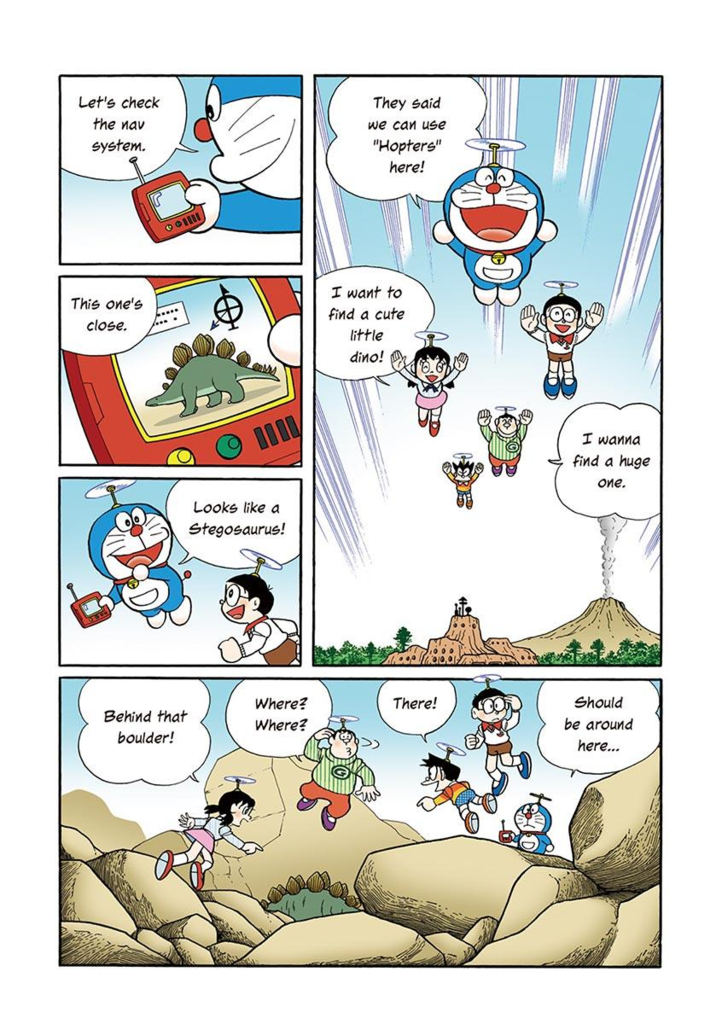 They said
we can use
"Hopters"
here!
I want to
find a cute
little
dino!
I wanna
find a huge
one.
Let's check
the nav
system.
This one's
close.
Looks like a
Stegosaurus!
Should
be around
here...
There!
Where?
Where?
Behind that
boulder!